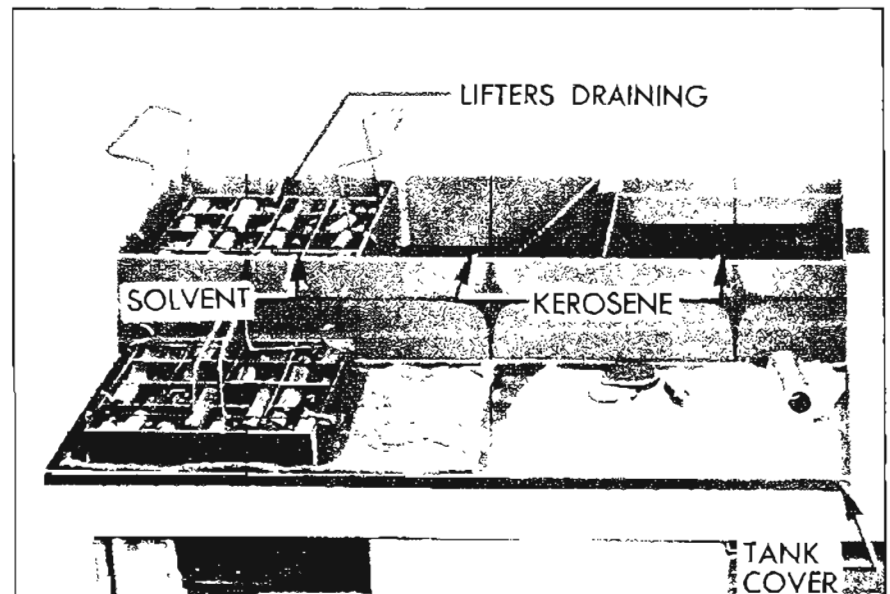 LIFTERS DRAINING
SOLVENT
KEROSENE
TANK
COVER